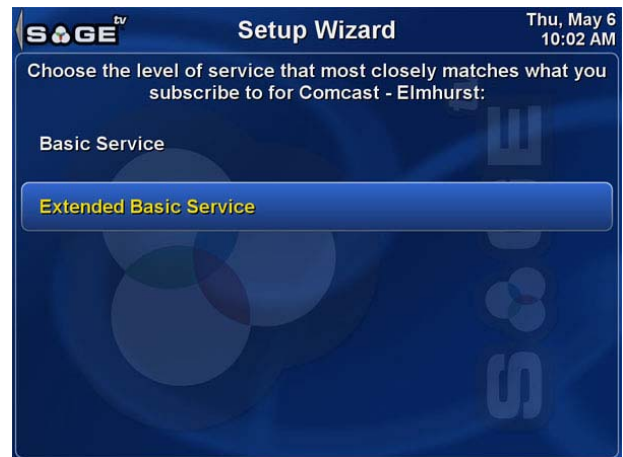 SAGE tv
Setup Wizard
Thu, May 6
10:02 AM
Choose the level of service that most closely matches what you
subscribe to for Comcast - Elmhurst:
Basic Service
Extended Basic Service
SAGE